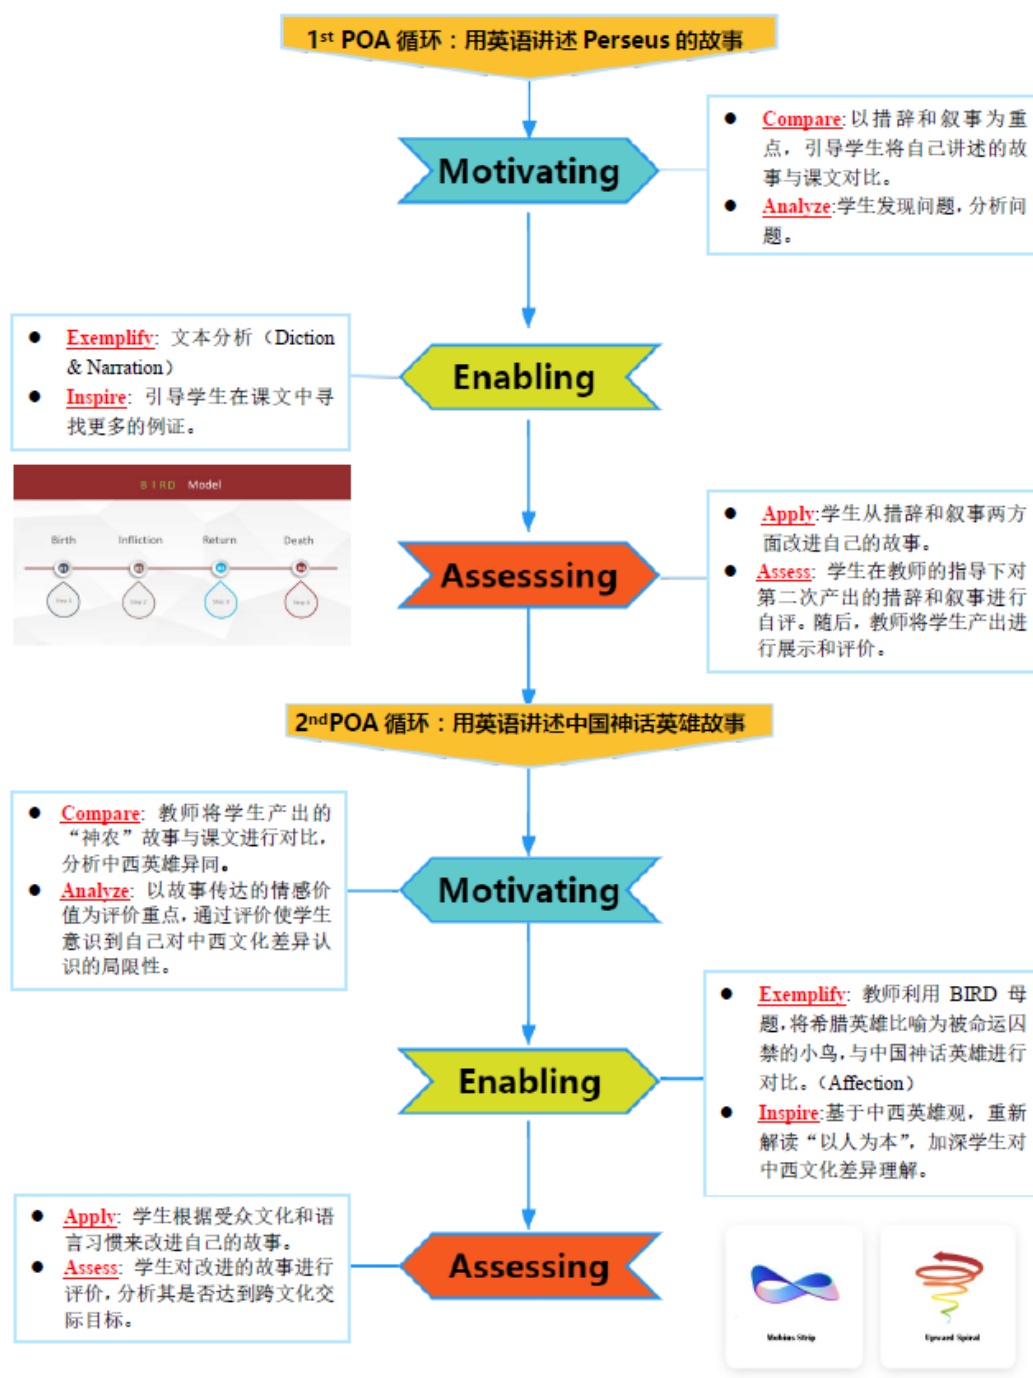 1st POA 循环：用英语讲述 Perseus 的故事
Motivating
● Compare:以措辞和叙事为重
点，引导学生将自己讲述的故
事与课文对比。
● Analyze:学生发现问题，分析问
题。
● Exemplify: 文本分析（Diction
& Narration）
● Inspire: 引导学生在课文中寻
找更多的例证。
Enabling
BIRD Model
Birth Infliction Return Death
01 02 03 04
Step 1 Step 2 Step 3 Step 4
Assesssing
● Apply:学生从措辞和叙事两方
面改进自己的故事。
● Assess: 学生在教师的指导下对
第二次产出的措辞和叙事进行
自评。随后，教师将学生产出进
行展示和评价。
2ndPOA 循环：用英语讲述中国神话英雄故事
● Compare: 教师将学生产出的
“神农”故事与课文进行对比，
分析中西英雄异同。
● Analyze: 以故事传达的情感价
值为评价重点，通过评价使学生
意识到自己对中西文化差异认
识的局限性。
Motivating
Enabling
● Exemplify: 教师利用 BIRD 母
题，将希腊英雄比喻为被命运囚
禁的小鸟，与中国神话英雄进行
对比。（Affection）
● Inspire:基于中西英雄观，重新
解读“以人为本”，加深学生对
中西文化差异理解。
● Apply: 学生根据受众文化和语
言习惯来改进自己的故事。
● Assess: 学生对改进的故事进行
评价，分析其是否达到跨文化交
际目标。
Assessing
Mobius Strip
Upward Spiral